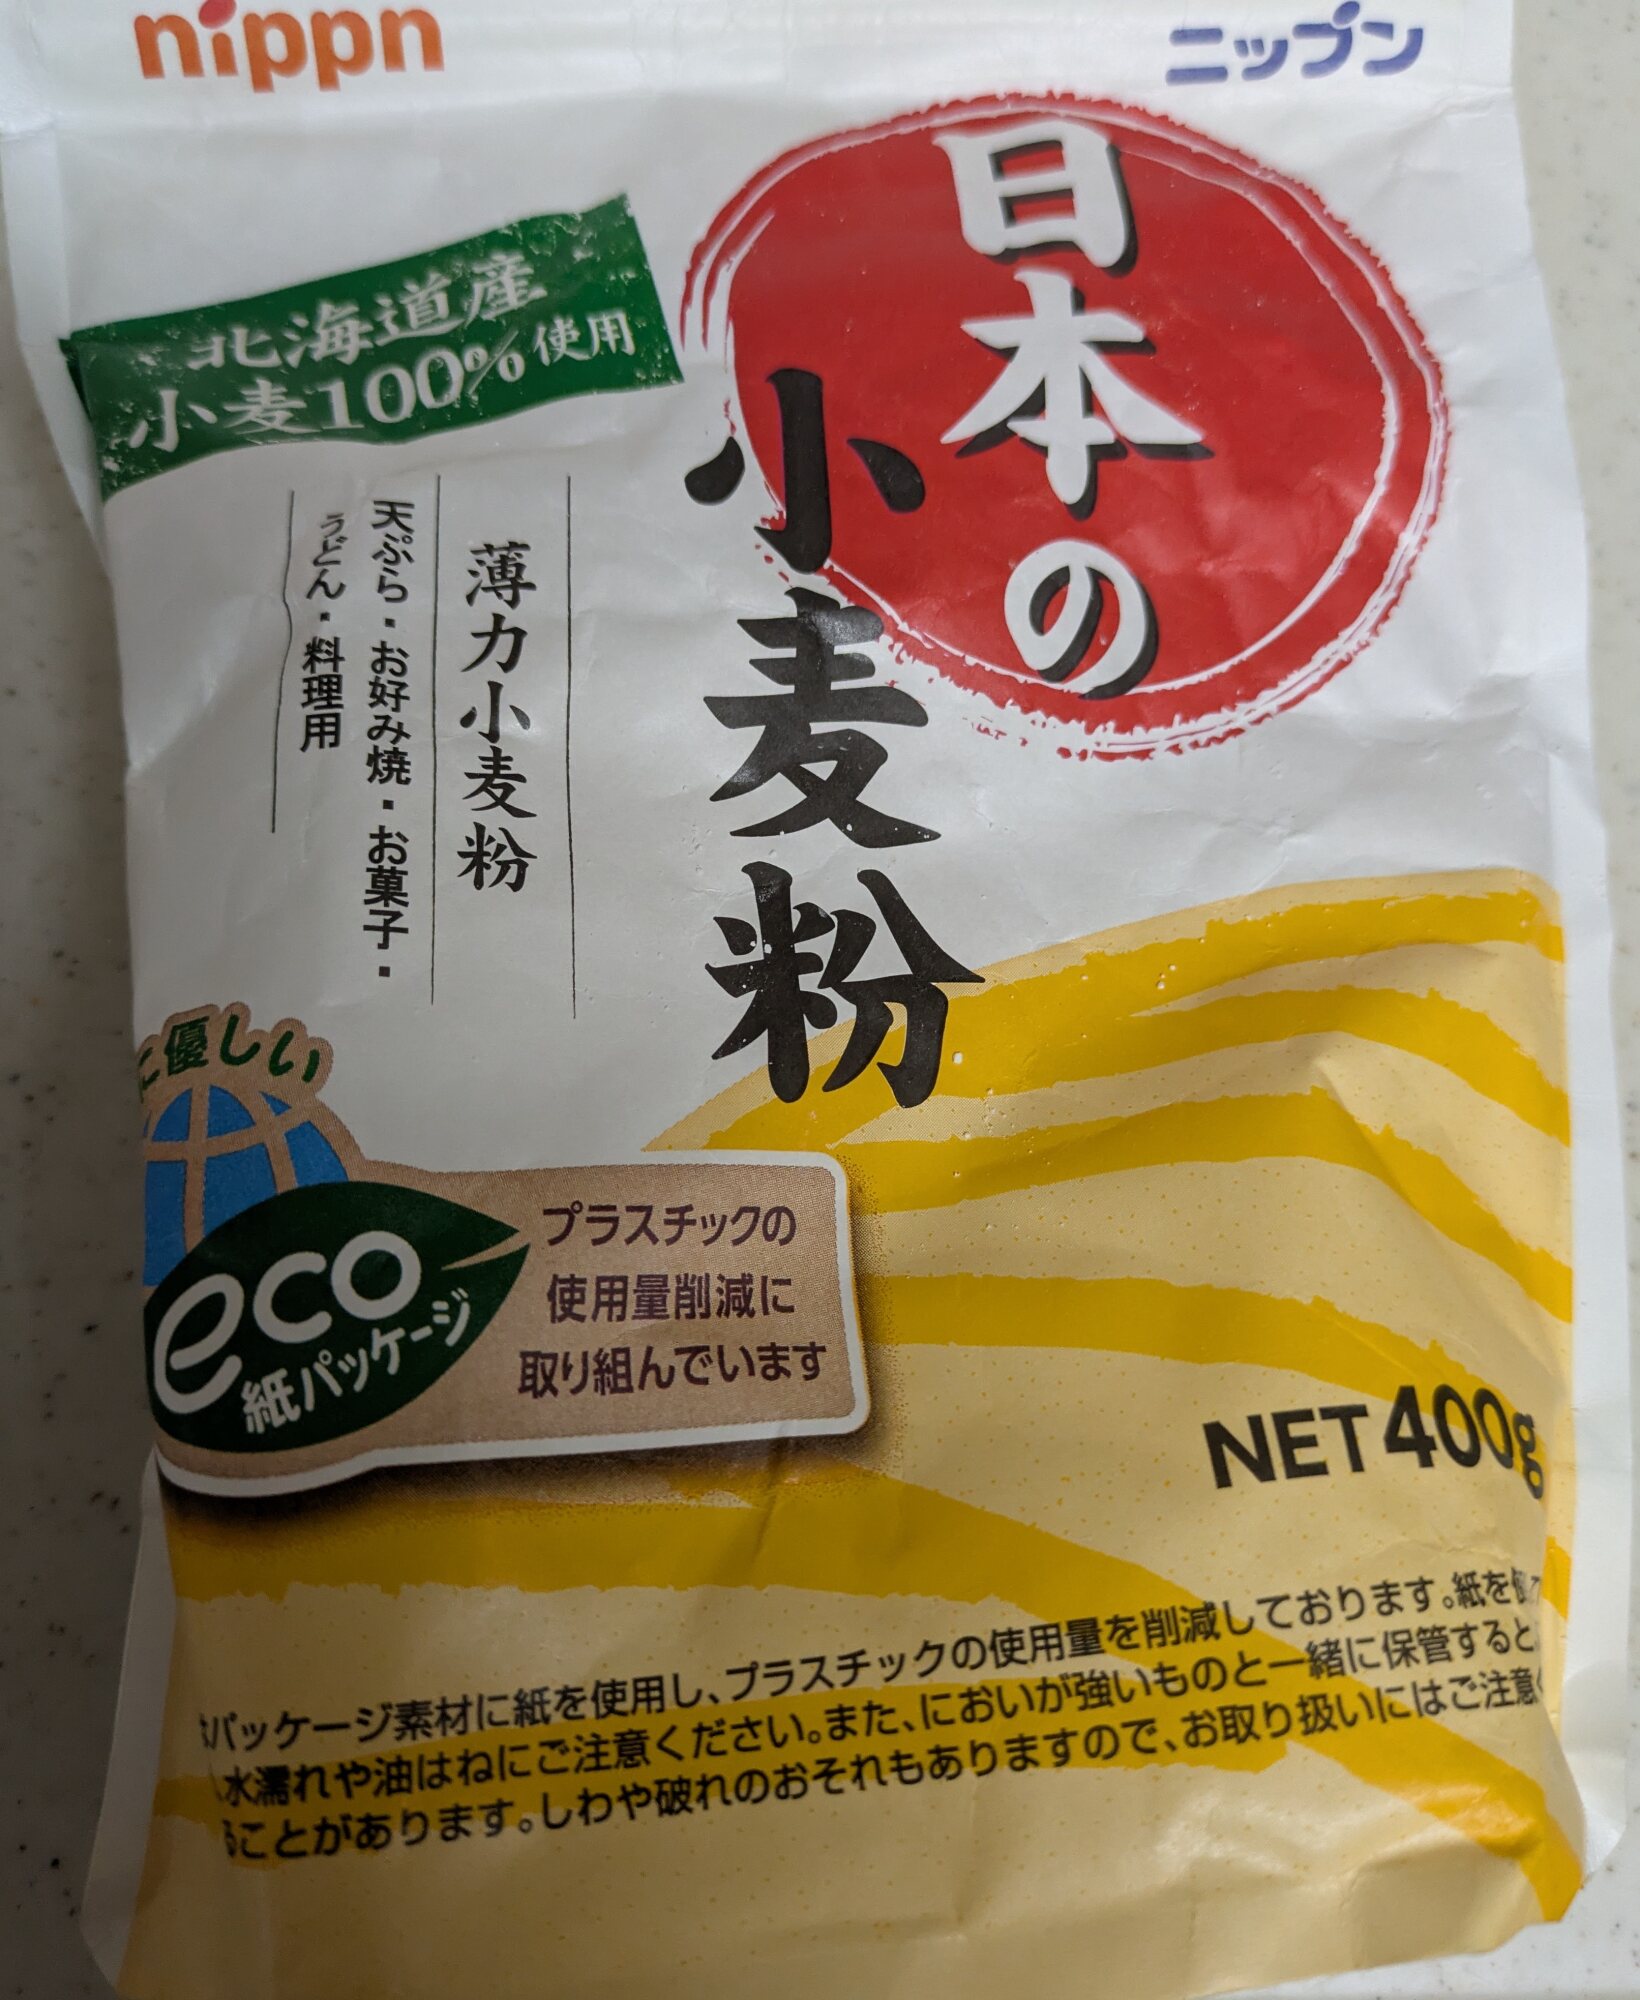 nippn
ニップン
日本の
小麦粉
北海道産
小麦100%使用
薄力小麦粉
天ぷら・お好み焼・お菓子・
うどん・料理用
に優しい
eco
紙パッケージ
プラスチックの
使用量削減に
取り組んでいます
NET400g
パッケージ素材に紙を使用し、プラスチックの使用量を削減しております。紙を使
水濡れや油はねにご注意ください。また、においが強いものと一緒に保管すると
ることがあります。しわや破れのおそれもありますので、お取り扱いにはご注意く